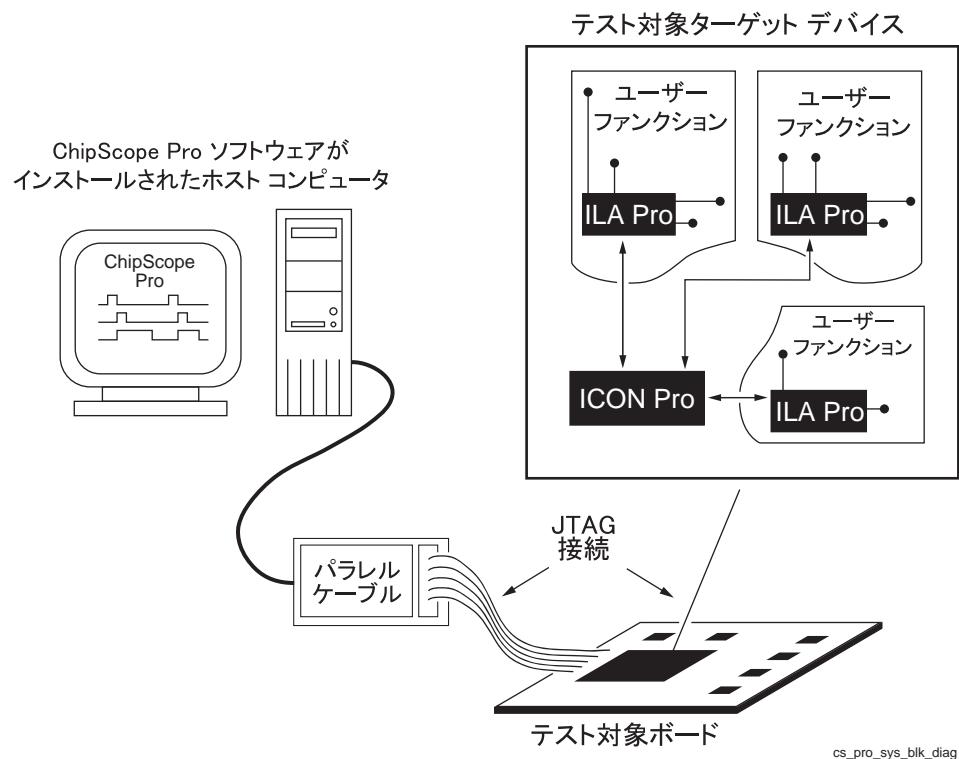 テスト対象ターゲット デバイス
ユーザー
ファンクション
ILA Pro
ユーザー
ファンクション
ILA Pro
ChipScope Pro ソフトウェアが
インストールされたホスト コンピュータ
ChipScope
Pro
ユーザー
ファンクション
ILA Pro
ICON Pro
JTAG
接続
パラレル
ケーブル
テスト対象ボード
cs_pro_sys_blk_diag